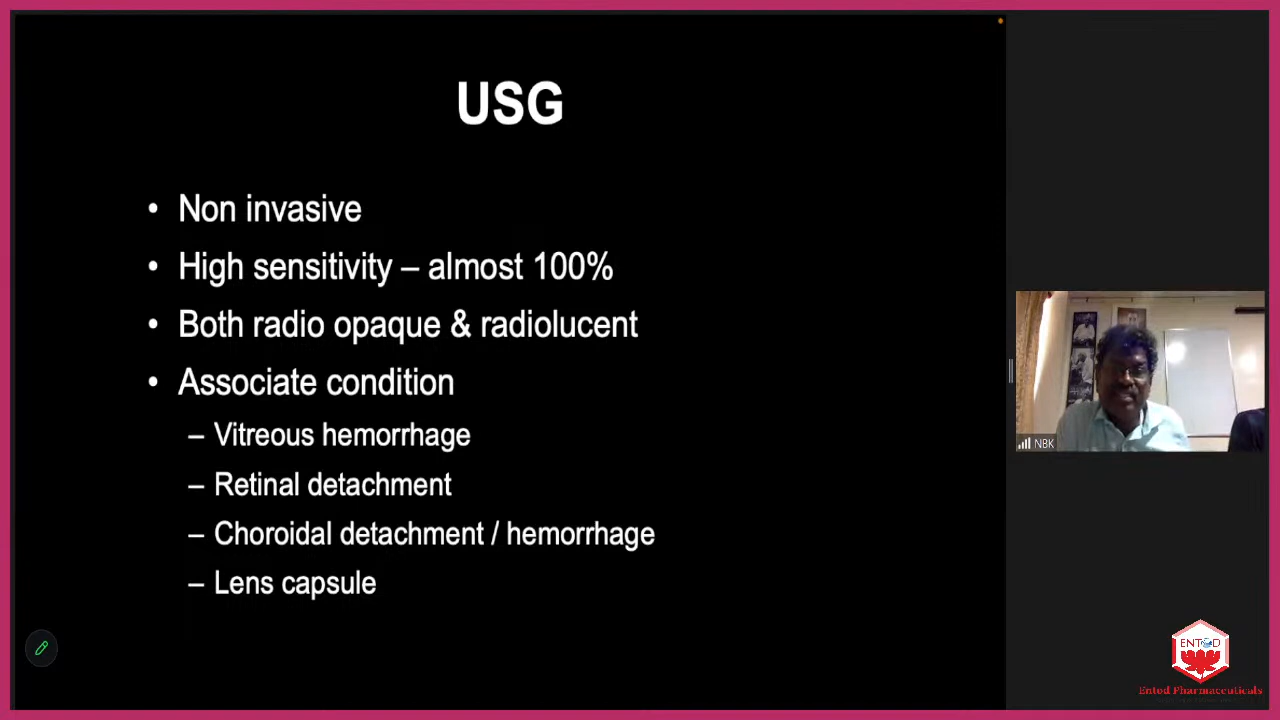 USG
• Non invasive
• High sensitivity – almost 100%
• Both radio opaque & radiolucent
• Associate condition
– Vitreous hemorrhage
– Retinal detachment
– Choroidal detachment / hemorrhage
– Lens capsule
NBK
ENTOD
Entod Pharmaceuticals